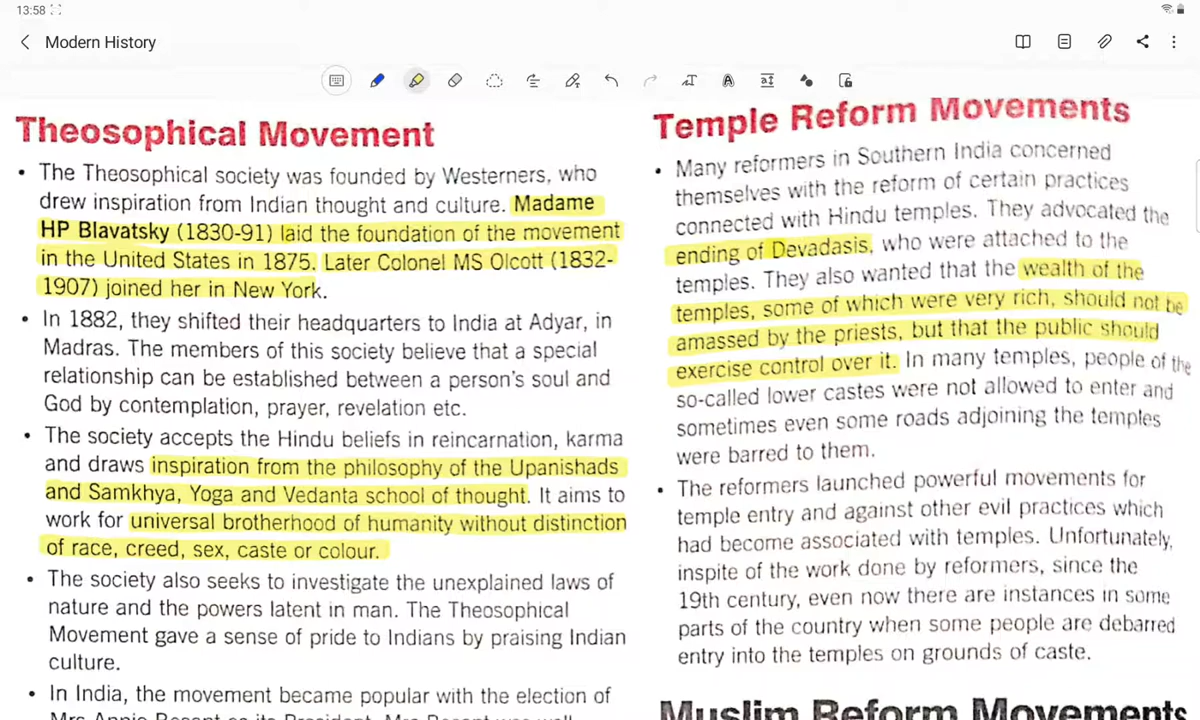 13:58
Modern History
Theosophical Movement
• The Theosophical society was founded by Westerners, who
drew inspiration from Indian thought and culture. Madame
HP Blavatsky (1830-91) laid the foundation of the movement
in the United States in 1875. Later Colonel MS Olcott (1832-
1907) joined her in New York.
• In 1882, they shifted their headquarters to India at Adyar, in
Madras. The members of this society believe that a special
relationship can be established between a person's soul and
God by contemplation, prayer, revelation etc.
• The society accepts the Hindu beliefs in reincarnation, karma
and draws inspiration from the philosophy of the Upanishads
and Samkhya, Yoga and Vedanta school of thought. It aims to
work for universal brotherhood of humanity without distinction
of race, creed, sex, caste or colour.
• The society also seeks to investigate the unexplained laws of
nature and the powers latent in man. The Theosophical
Movement gave a sense of pride to Indians by praising Indian
culture.
• In India, the movement became popular with the election of
Mrs Annie Besant as its President. Mrs Besant was well
Temple Reform Movements
• Many reformers in Southern India concerned
themselves with the reform of certain practices
connected with Hindu temples. They advocated the
ending of Devadasis, who were attached to the
temples. They also wanted that the wealth of the
temples, some of which were very rich, should not be
amassed by the priests, but that the public should
exercise control over it. In many temples, people of the
so-called lower castes were not allowed to enter and
sometimes even some roads adjoining the temples
were barred to them.
• The reformers launched powerful movements for
temple entry and against other evil practices which
had become associated with temples. Unfortunately,
inspite of the work done by reformers, since the
19th century, even now there are instances in some
parts of the country when some people are debarred
entry into the temples on grounds of caste.
Muslim Reform Movements